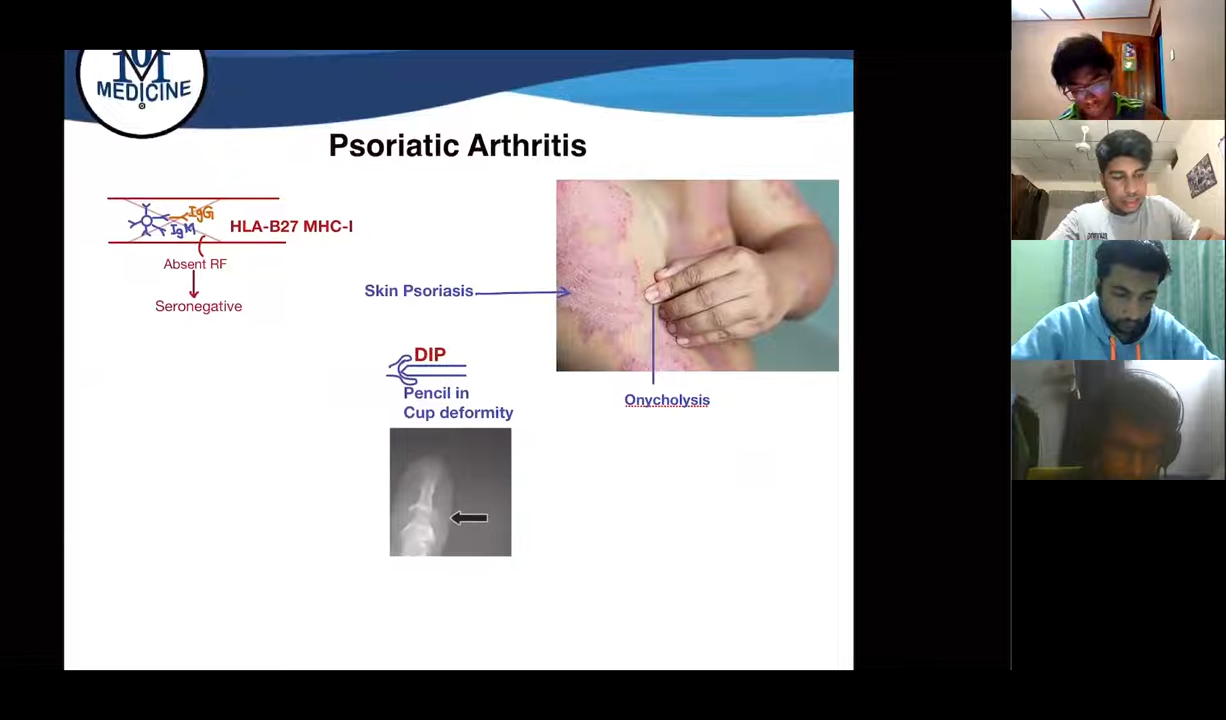 MEDICINE
Psoriatic Arthritis
IgG
IgM
HLA-B27 MHC-I
Absent RF
Seronegative
Skin Psoriasis
DIP
Pencil in
Cup deformity
Onycholysis